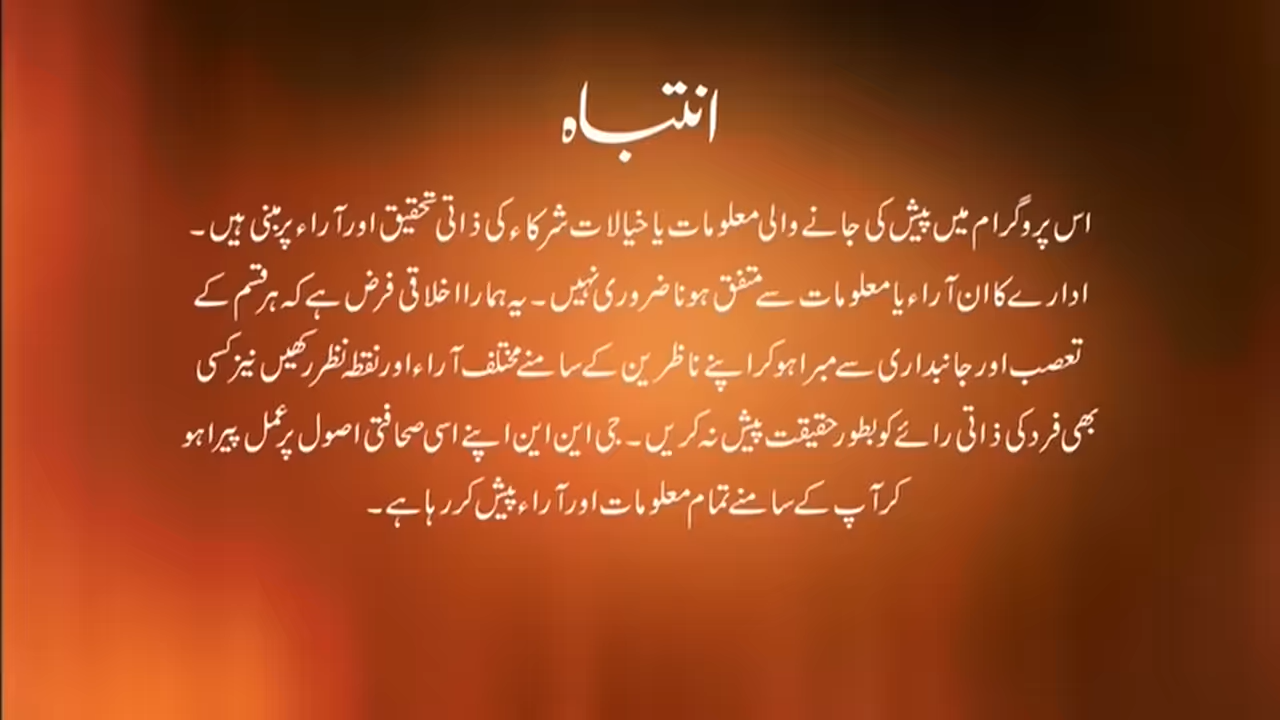 انتباہ
اس پروگرام میں پیش کی جانے والی معلومات یا خیالات شرکاء کی ذاتی تحقیق اور آراء پر مبنی ہیں۔
ادارے کا ان آراء یا معلومات سے متفق ہونا ضروری نہیں۔ یہ ہمارا اخلاقی فرض ہے کہ ہر قسم کے
تعصب اور جانبداری سے مبرا ہو کر اپنے ناظرین کے سامنے مختلف آراء اور نقطہ نظر رکھیں نیز کسی
بھی فرد کی ذاتی رائے کو بطور حقیقت پیش نہ کریں۔ جی این این اپنے اسی صحافتی اصول پر عمل پیرا ہو
کر آپ کے سامنے تمام معلومات اور آراء پیش کر رہا ہے۔